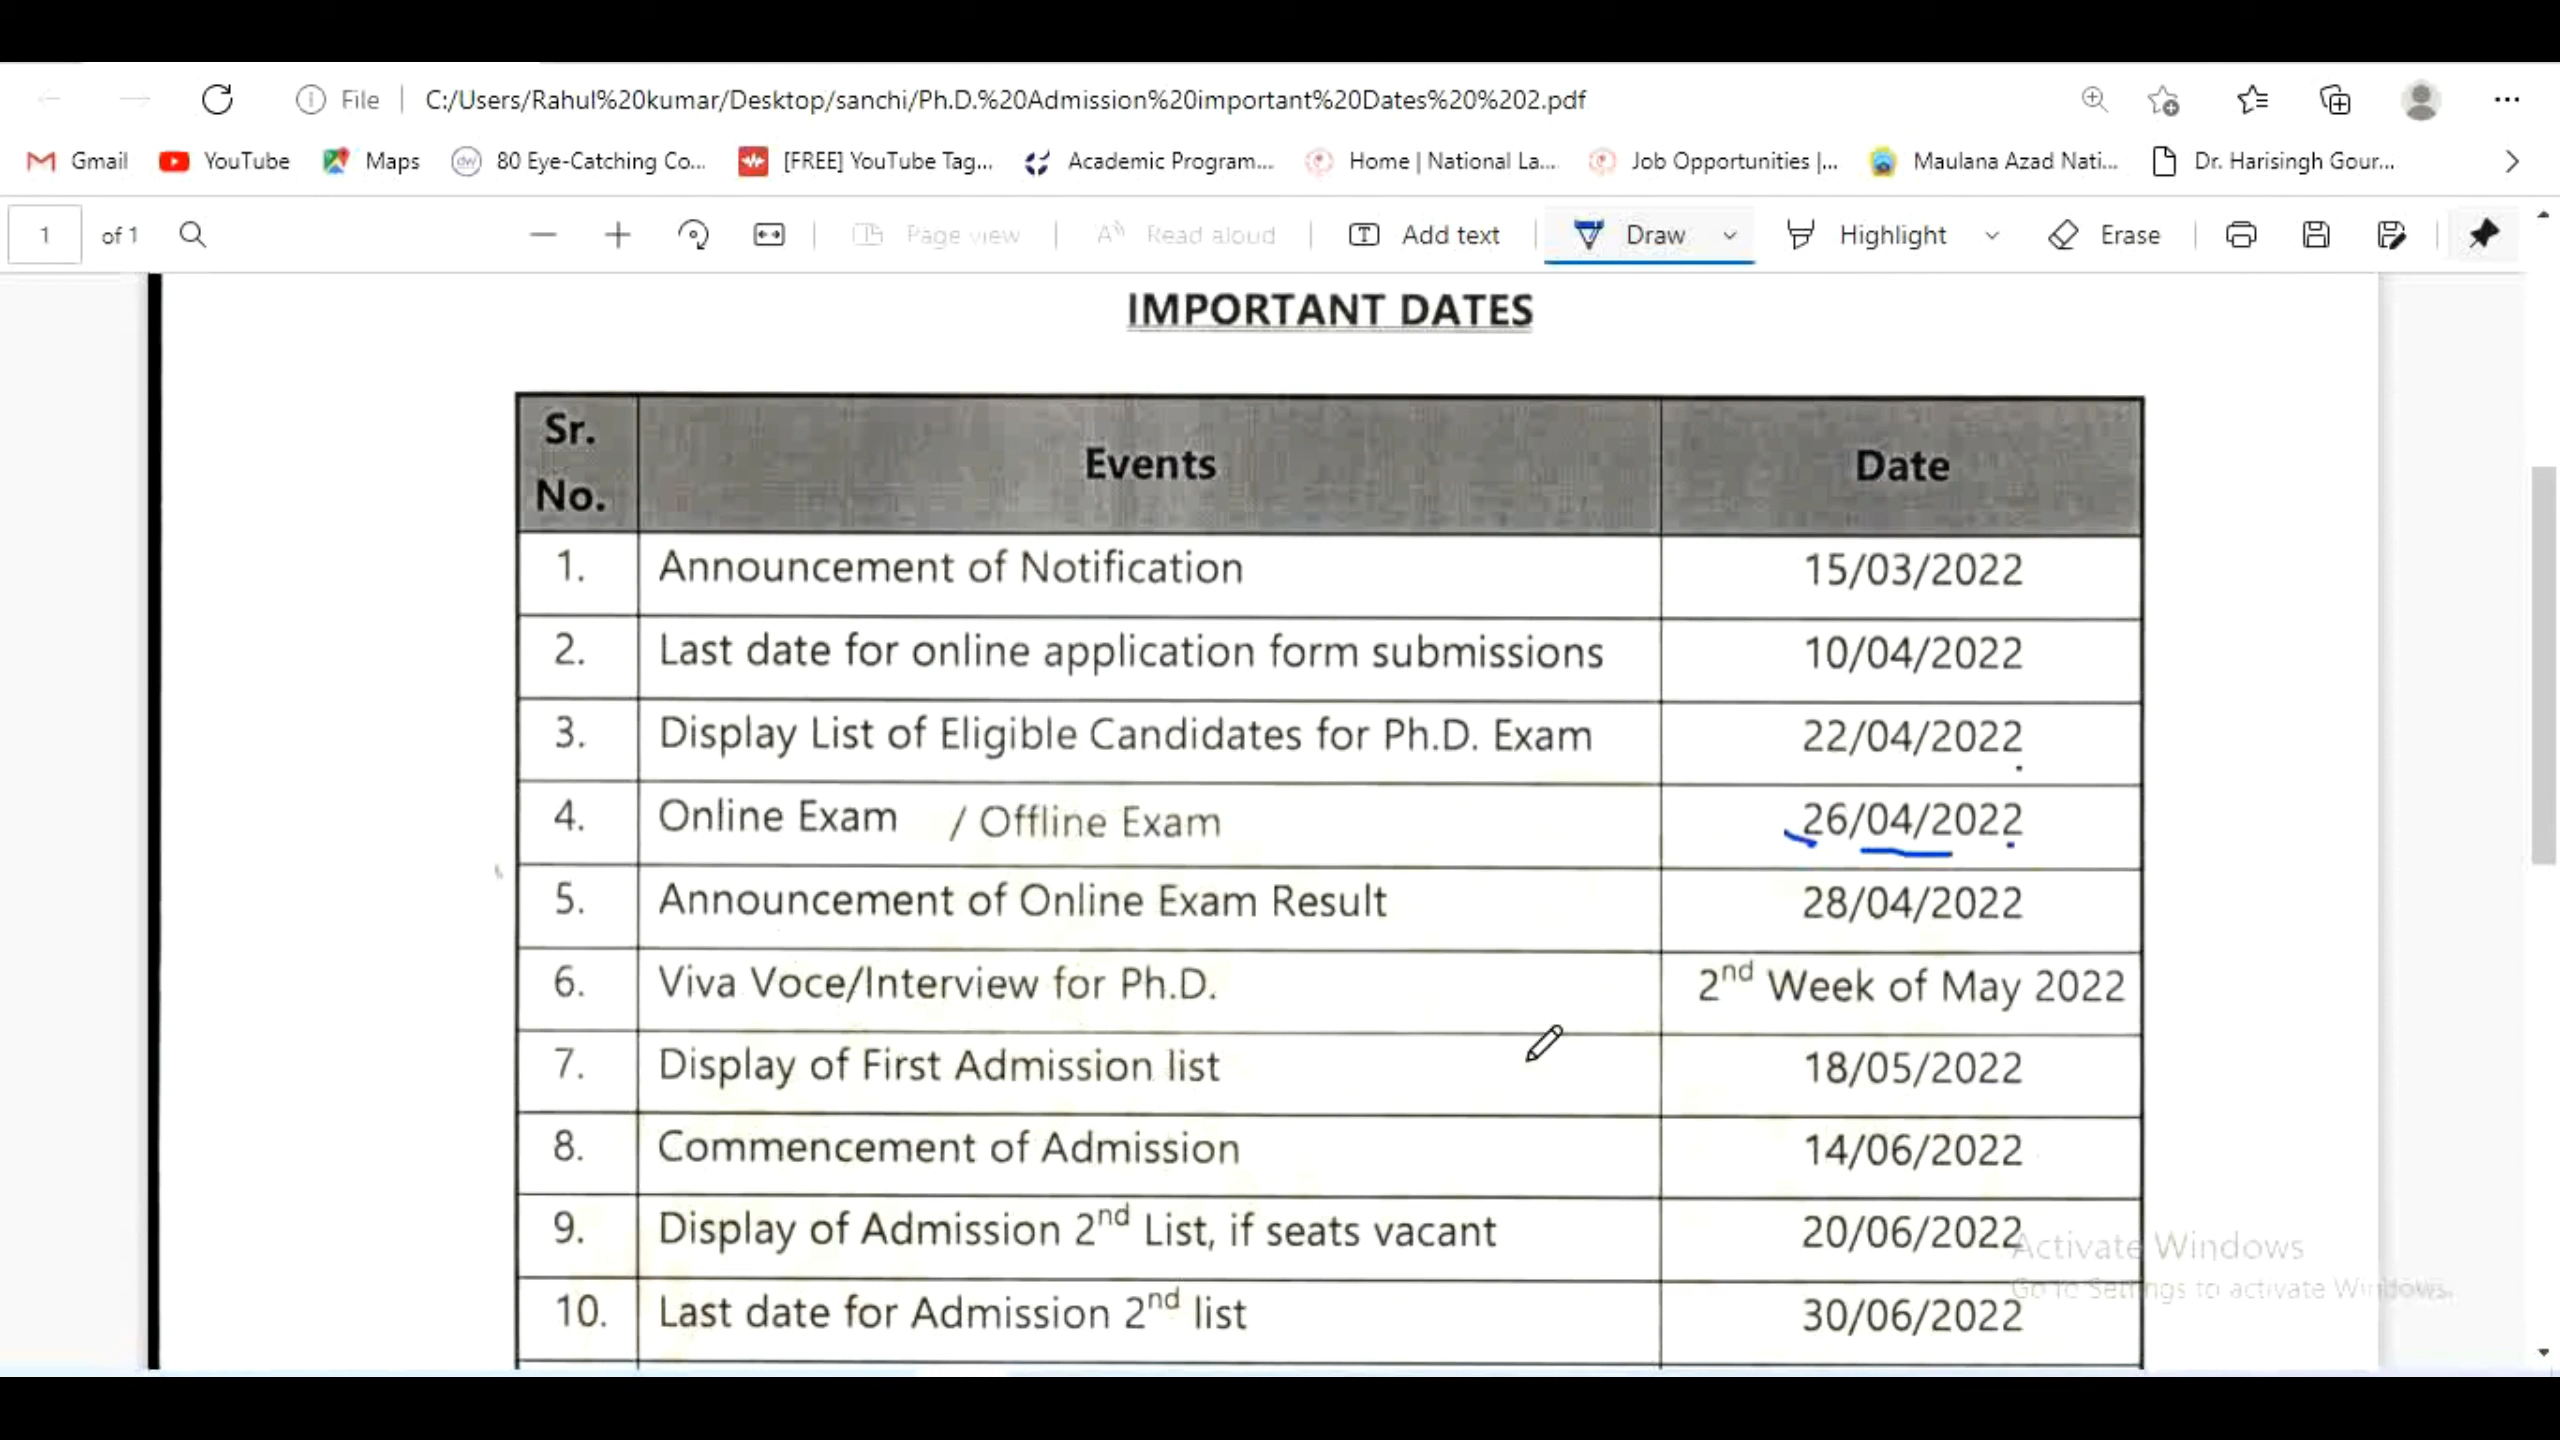 File C:/Users/Rahul%20kumar/Desktop/sanchi/Ph.D.%20Admission%20important%20Dates%20%202.pdf
Gmail YouTube Maps 80 Eye-Catching Co... [FREE] YouTube Tag... Academic Program... Home | National La... Job Opportunities |... Maulana Azad Nati... Dr. Harisingh Gour...
1 of 1 Page view Read aloud Add text Draw Highlight Erase
IMPORTANT DATES
Sr. No. Events Date
1. Announcement of Notification 15/03/2022
2. Last date for online application form submissions 10/04/2022
3. Display List of Eligible Candidates for Ph.D. Exam 22/04/2022
4. Online Exam / Offline Exam 26/04/2022
5. Announcement of Online Exam Result 28/04/2022
6. Viva Voce/Interview for Ph.D. 2nd Week of May 2022
7. Display of First Admission list 18/05/2022
8. Commencement of Admission 14/06/2022
9. Display of Admission 2nd List, if seats vacant 20/06/2022
10. Last date for Admission 2nd list 30/06/2022
Activate Windows
Go to Settings to activate Windows.